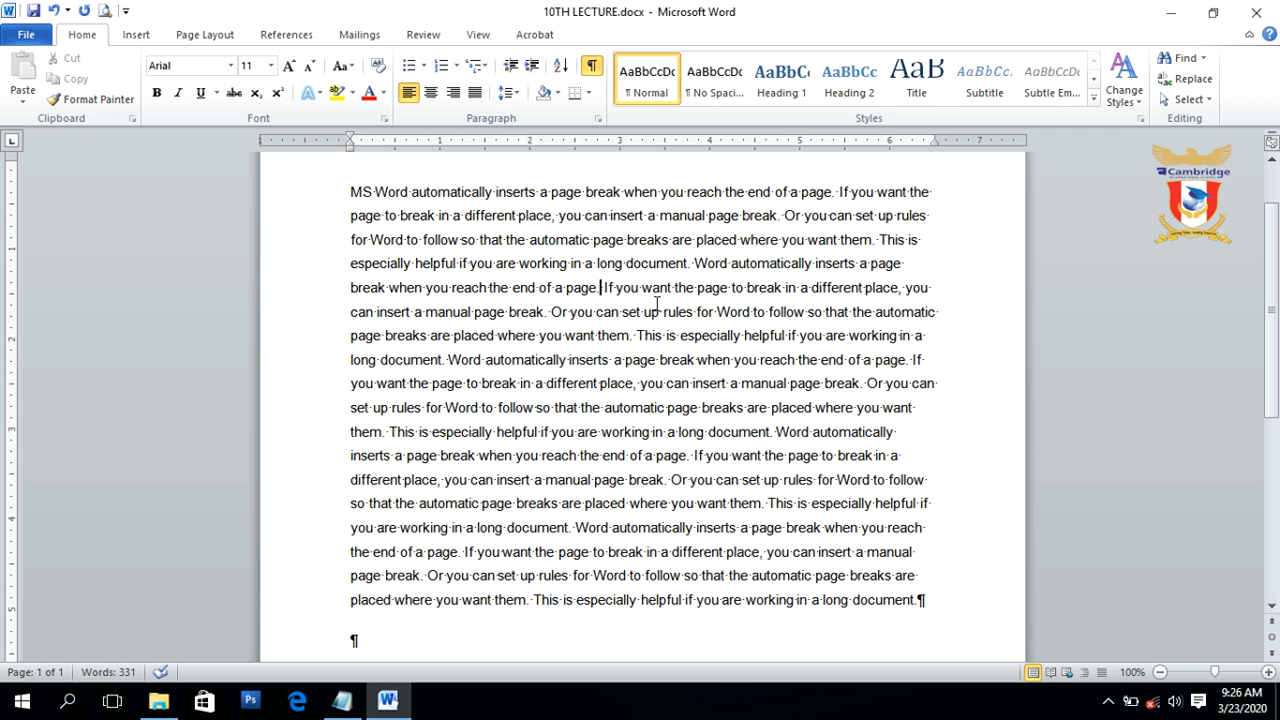 10TH LECTURE.docx - Microsoft Word
File Home Insert Page Layout References Mailings Review View Acrobat
Paste
Cut
Copy
Format Painter
Clipboard
Arial 11
Font
Paragraph
AaBbCcDc AaBbCcDc AaBbC AaBbCc AaB AaBbCcL AaBbCcDc
¶ Normal ¶ No Spaci... Heading 1 Heading 2 Title Subtitle Subtle Em...
Change Styles
Styles
Find
Replace
Select
Editing
Cambridge
MS Word automatically inserts a page break when you reach the end of a page. If you want the
page to break in a different place, you can insert a manual page break. Or you can set up rules
for Word to follow so that the automatic page breaks are placed where you want them. This is
especially helpful if you are working in a long document. Word automatically inserts a page
break when you reach the end of a page. If you want the page to break in a different place, you
can insert a manual page break. Or you can set up rules for Word to follow so that the automatic
page breaks are placed where you want them. This is especially helpful if you are working in a
long document. Word automatically inserts a page break when you reach the end of a page. If
you want the page to break in a different place, you can insert a manual page break. Or you can
set up rules for Word to follow so that the automatic page breaks are placed where you want
them. This is especially helpful if you are working in a long document. Word automatically
inserts a page break when you reach the end of a page. If you want the page to break in a
different place, you can insert a manual page break. Or you can set up rules for Word to follow
so that the automatic page breaks are placed where you want them. This is especially helpful if
you are working in a long document. Word automatically inserts a page break when you reach
the end of a page. If you want the page to break in a different place, you can insert a manual
page break. Or you can set up rules for Word to follow so that the automatic page breaks are
placed where you want them. This is especially helpful if you are working in a long document.¶
¶
Page: 1 of 1 Words: 331 100%
9:26 AM
3/23/2020